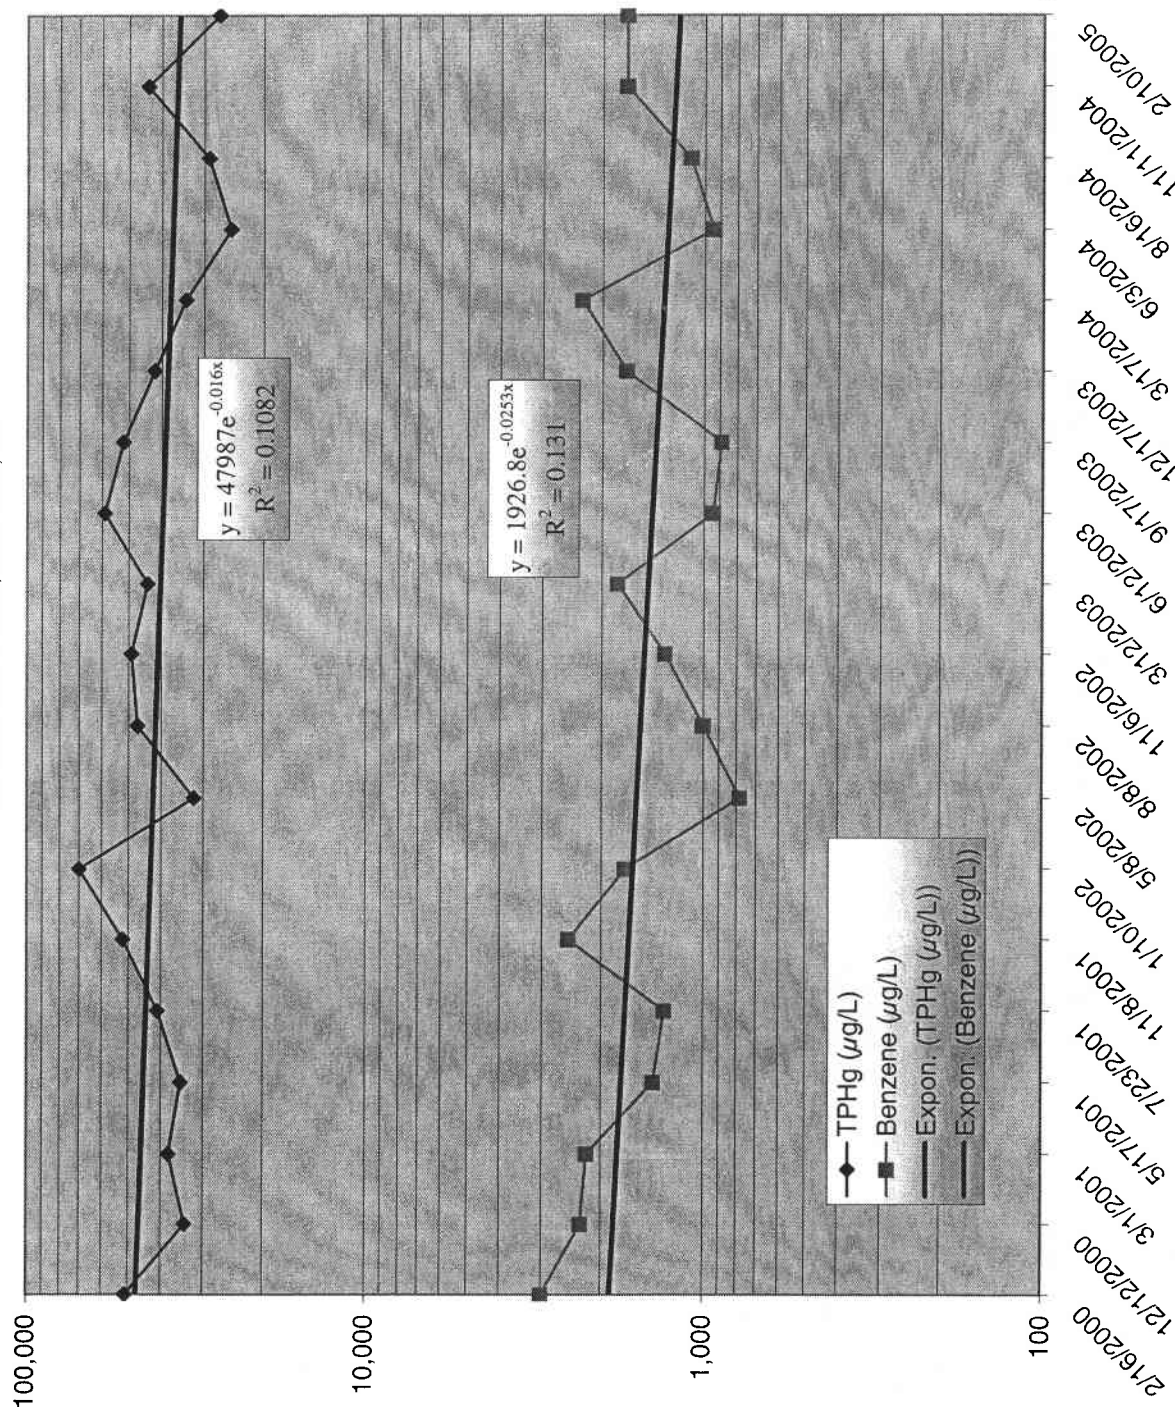 100,000
10,000
1,000
100
y = 47987e^-0.016x
R² = 0.1082
y = 1926.8e^-0.0253x
R² = 0.131
TPHg (µg/L)
Benzene (µg/L)
Expon. (TPHg (µg/L))
Expon. (Benzene (µg/L))
2/16/2000
12/12/2000
3/1/2001
5/17/2001
7/23/2001
11/8/2001
1/10/2002
5/8/2002
8/8/2002
11/6/2002
3/12/2003
6/12/2003
9/17/2003
12/17/2003
3/17/2004
6/3/2004
8/16/2004
11/11/2004
2/10/2005